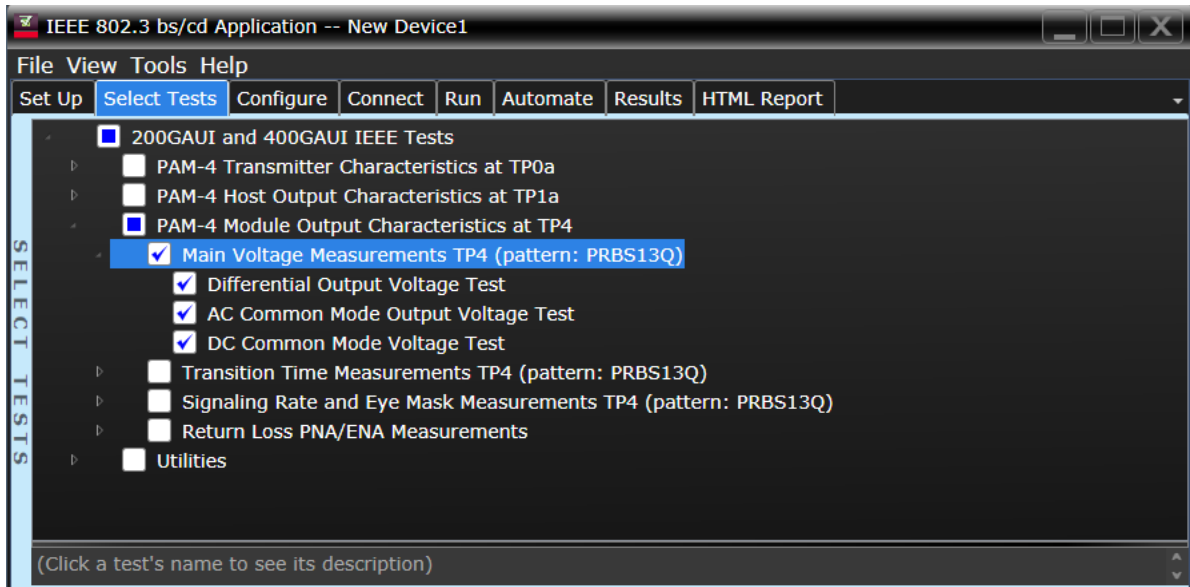 IEEE 802.3 bs/cd Application -- New Device1
File View Tools Help
Set Up Select Tests Configure Connect Run Automate Results HTML Report
SELECT TESTS
200GAUI and 400GAUI IEEE Tests
PAM-4 Transmitter Characteristics at TP0a
PAM-4 Host Output Characteristics at TP1a
PAM-4 Module Output Characteristics at TP4
Main Voltage Measurements TP4 (pattern: PRBS13Q)
Differential Output Voltage Test
AC Common Mode Output Voltage Test
DC Common Mode Voltage Test
Transition Time Measurements TP4 (pattern: PRBS13Q)
Signaling Rate and Eye Mask Measurements TP4 (pattern: PRBS13Q)
Return Loss PNA/ENA Measurements
Utilities
(Click a test's name to see its description)